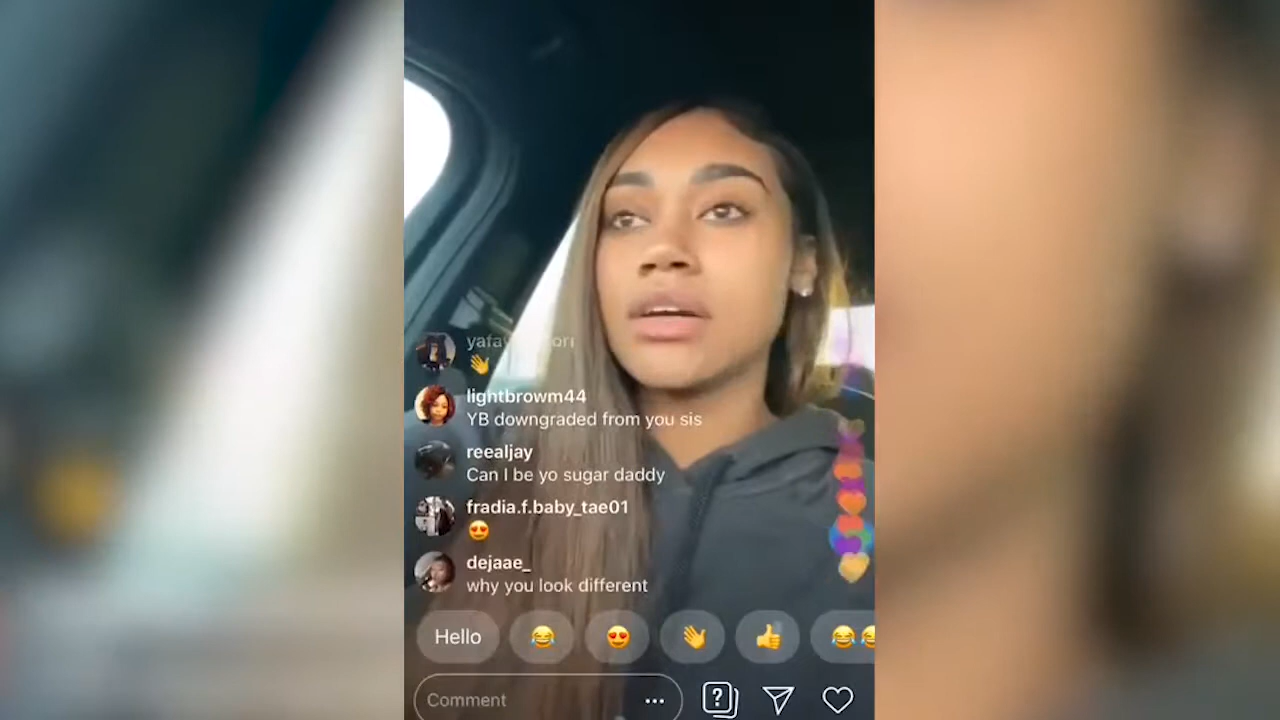 lightbrowm44
YB downgraded from you sis
reealjay
Can I be yo sugar daddy
fradia.f.baby_tae01
dejaae_
why you look different
Hello
Comment
?